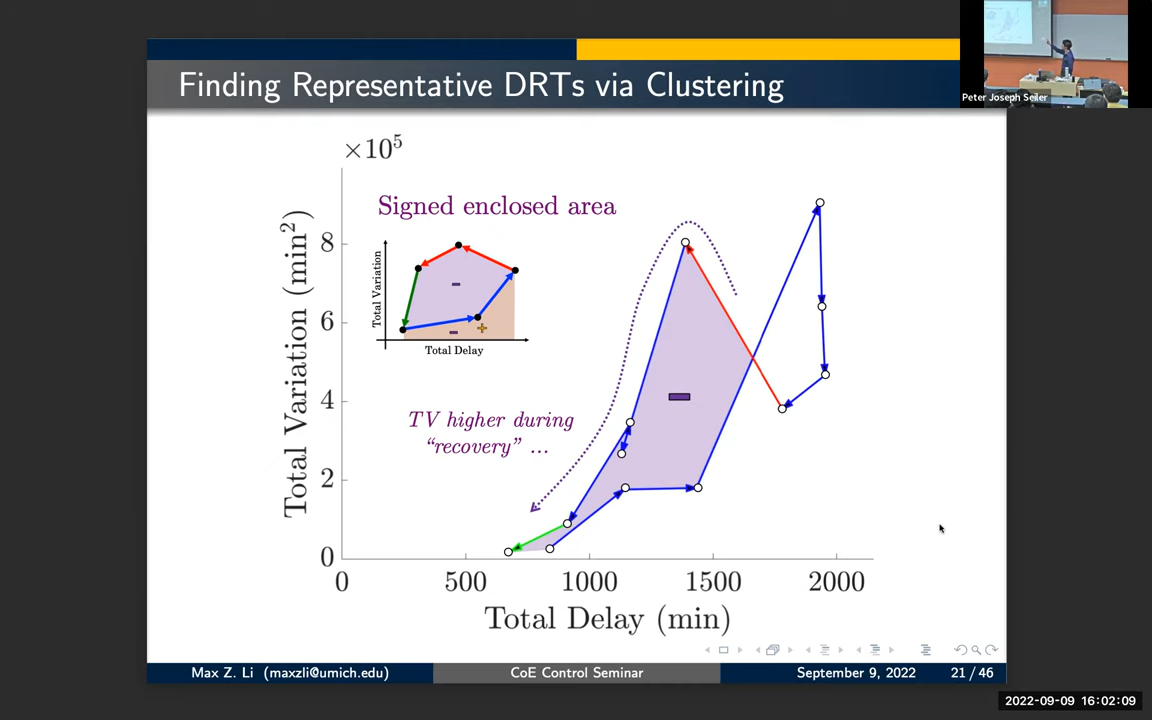 Finding Representative DRTs via Clustering
Peter Joseph Seiler
×10⁵
Signed enclosed area
Total Variation
Total Delay
-
-
+
TV higher during
“recovery” ...
−
Total Variation (min²)
8
6
4
2
0
0 500 1000 1500 2000
Total Delay (min)
Max Z. Li (maxzli@umich.edu) CoE Control Seminar September 9, 2022 21 / 46
2022-09-09 16:02:09